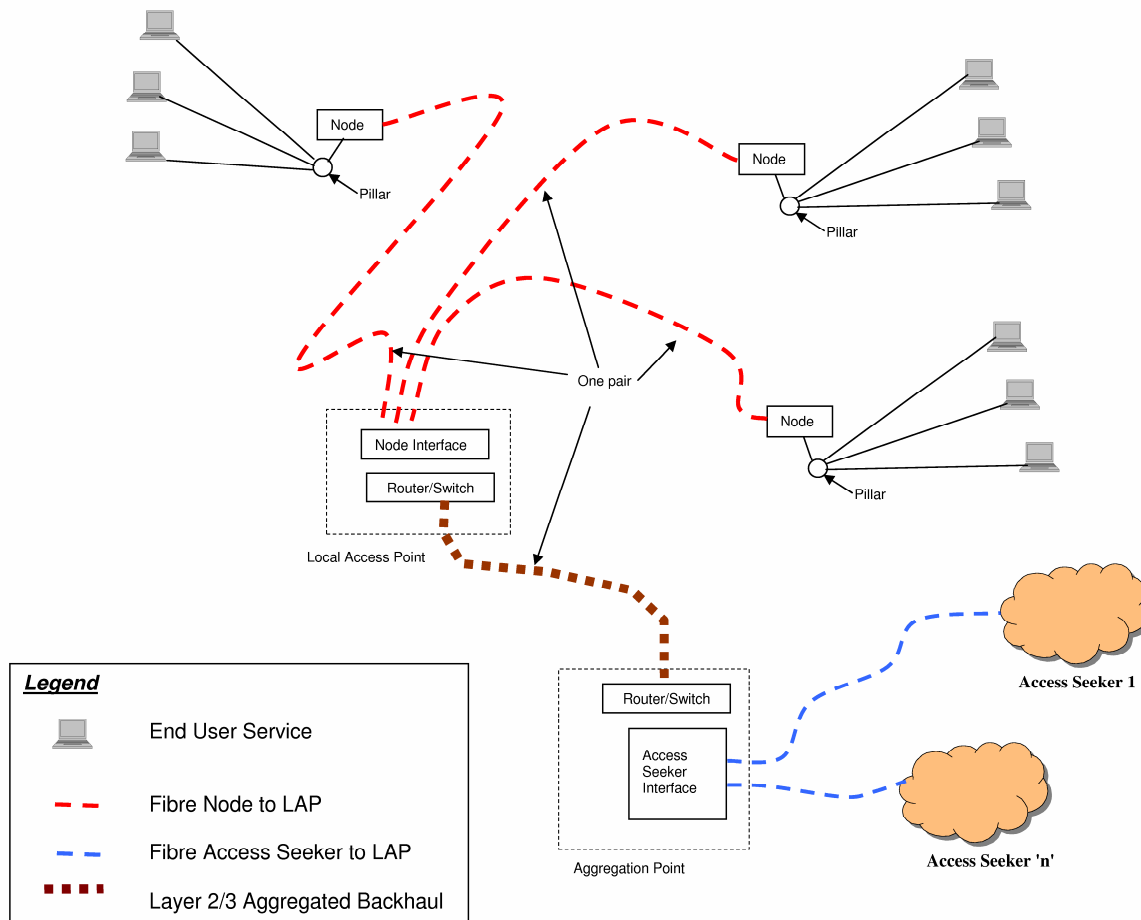 Node
Pillar
Node
Pillar
One pair
Node
Pillar
Node Interface
Router/Switch
Local Access Point
Router/Switch
Access
Seeker
Interface
Aggregation Point
Access Seeker 1
Access Seeker 'n'
Legend
End User Service
Fibre Node to LAP
Fibre Access Seeker to LAP
Layer 2/3 Aggregated Backhaul